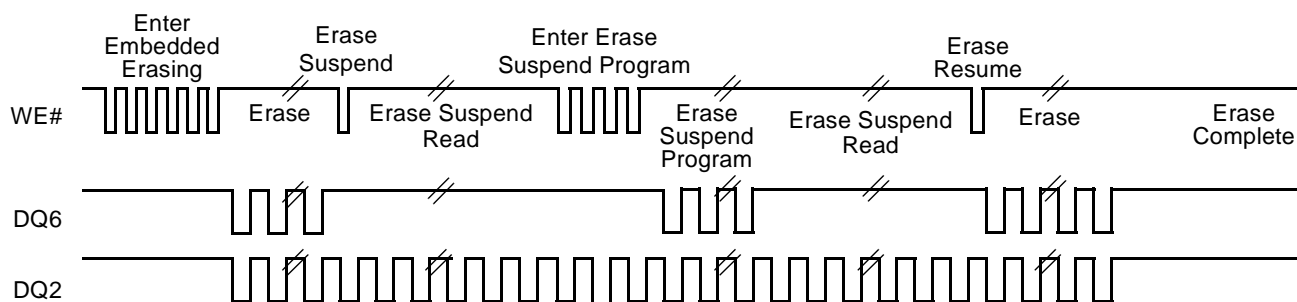 Enter
Embedded
Erasing
Erase
Suspend
Enter Erase
Suspend Program
Erase
Resume
WE#
Erase
Erase Suspend
Read
Erase
Suspend
Program
Erase Suspend
Read
Erase
Erase
Complete
DQ6
DQ2